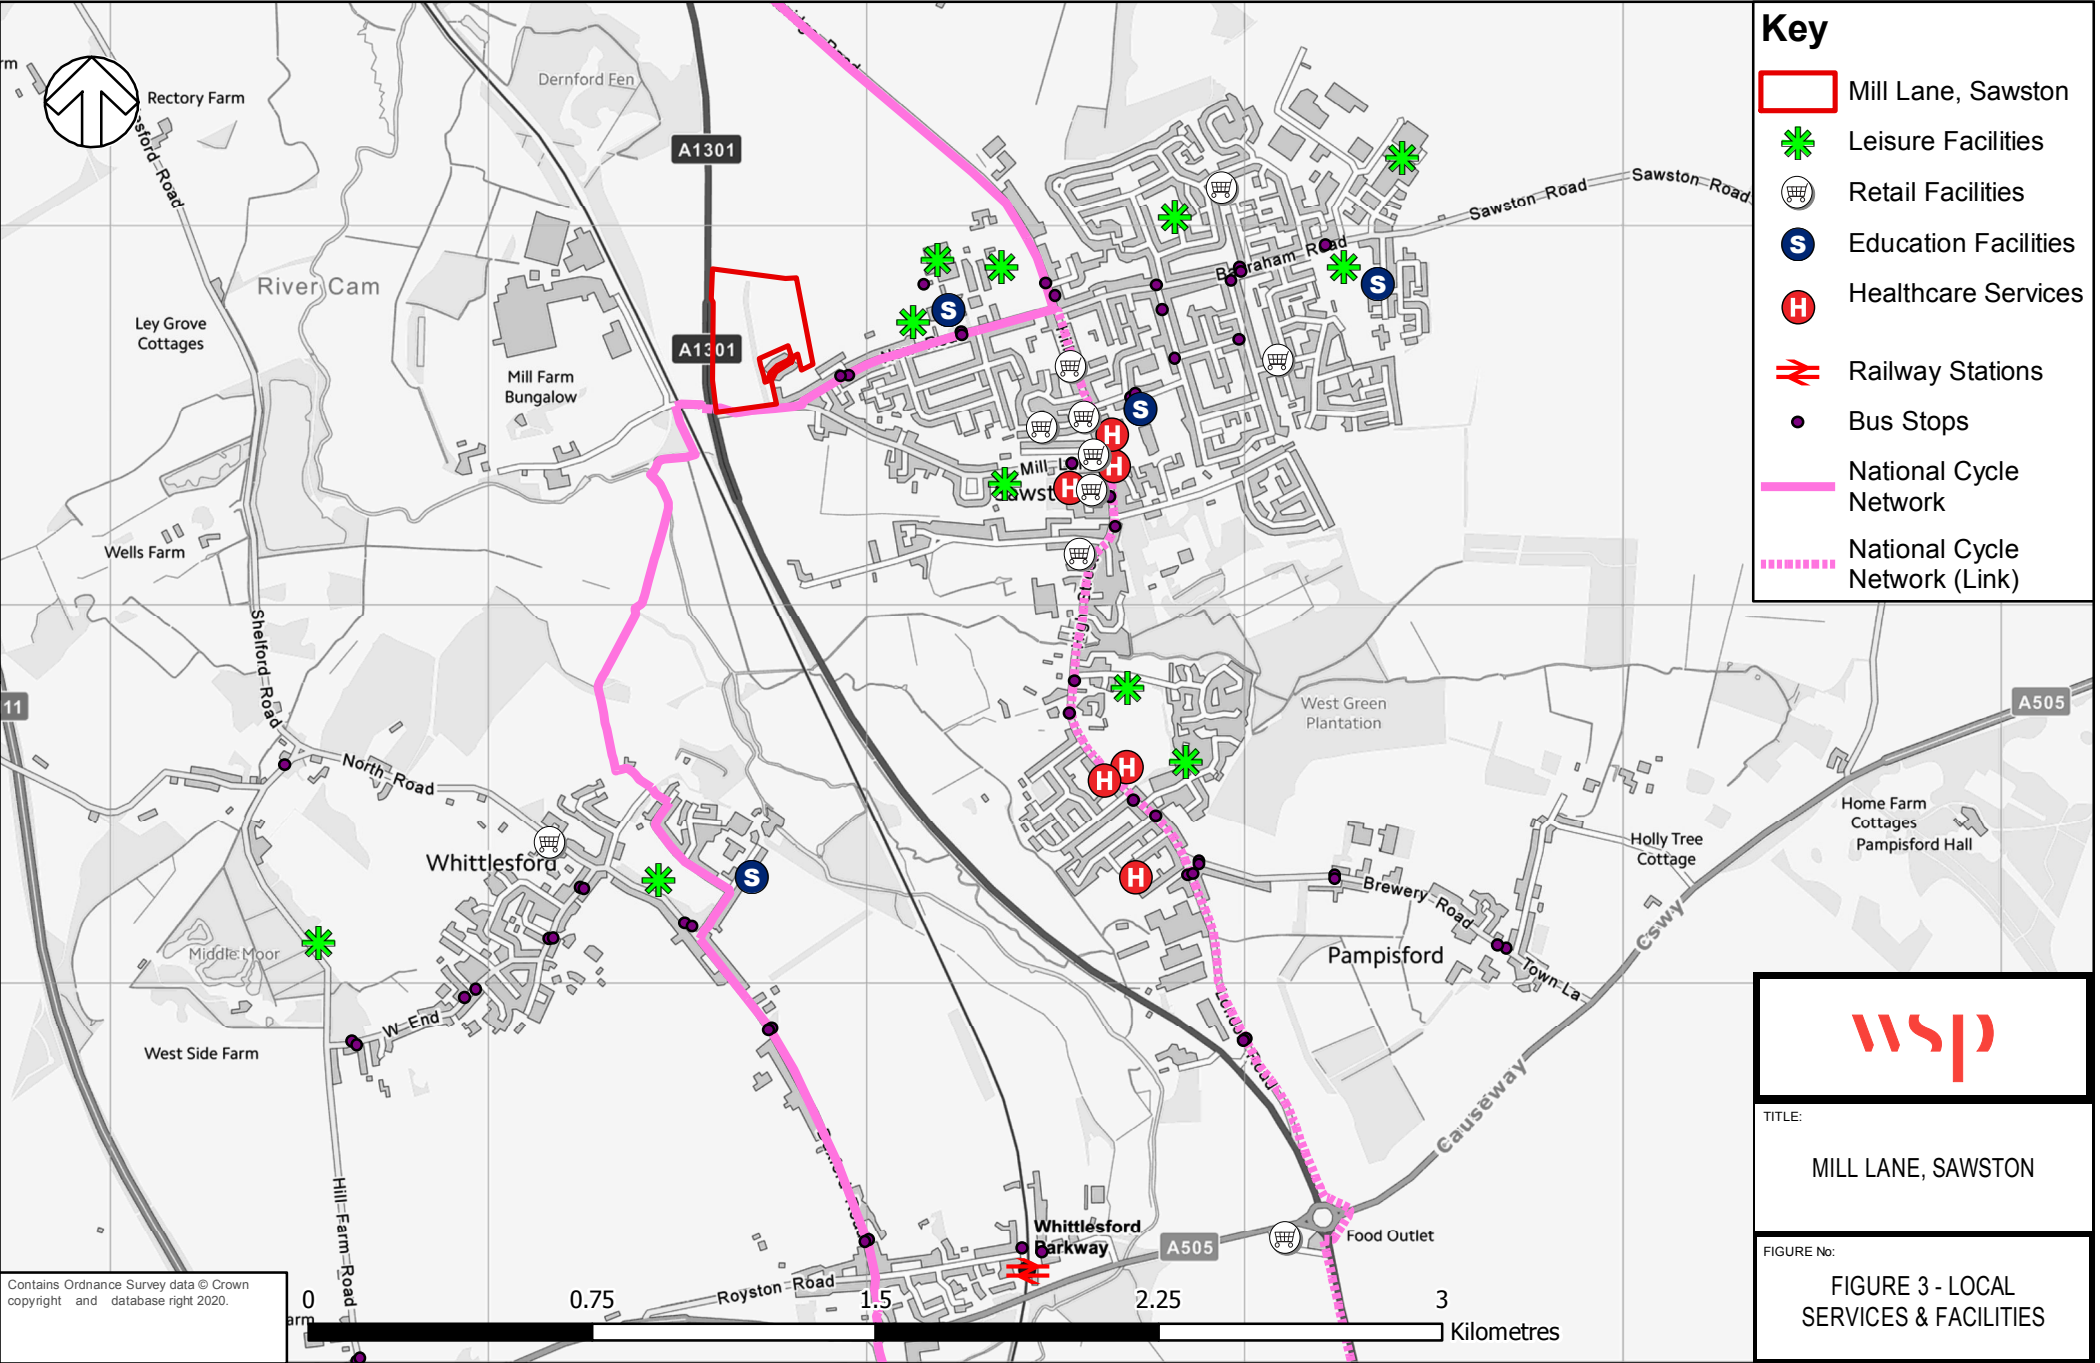 Key
Mill Lane, Sawston
Leisure Facilities
Retail Facilities
S
Education Facilities
H
Healthcare Services
Railway Stations
Bus Stops
National Cycle
Network
National Cycle
Network (Link)
Rectory Farm
Dernford Fen
A1301
Sawston Road
Sawston Road
Road
River Cam
Ley Grove
Cottages
A1301
Mill Farm
Bungalow
S
S
S
H
H
H
Wells Farm
Shelford Road
11
North Road
West Green
Plantation
A505
H
H
H
Whittlesford
S
Home Farm
Cottages
Pampisford Hall
Holly Tree
Cottage
Brewery Road
Cswy
Middle Moor
Pampisford
Town La
W End
West Side Farm
Causeway
Hill Farm Road
Whittlesford
Parkway
A505
Food Outlet
Royston Road
wsp
TITLE:
MILL LANE, SAWSTON
FIGURE No:
FIGURE 3 - LOCAL
SERVICES & FACILITIES
Contains Ordnance Survey data © Crown
copyright and database right 2020.
0 0.75 1.5 2.25 3
Kilometres